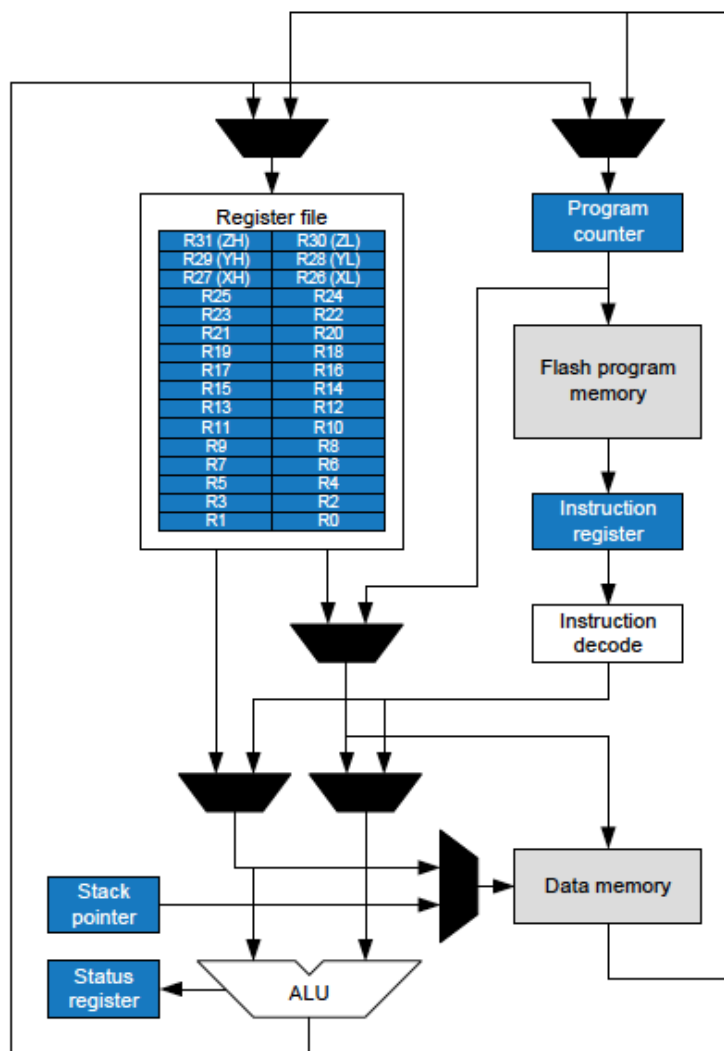 Register file
R31 (ZH) R30 (ZL)
R29 (YH) R28 (YL)
R27 (XH) R26 (XL)
R25 R24
R23 R22
R21 R20
R19 R18
R17 R16
R15 R14
R13 R12
R11 R10
R9 R8
R7 R6
R5 R4
R3 R2
R1 R0
Program
counter
Flash program
memory
Instruction
register
Instruction
decode
Stack
pointer
Data memory
Status
register
ALU